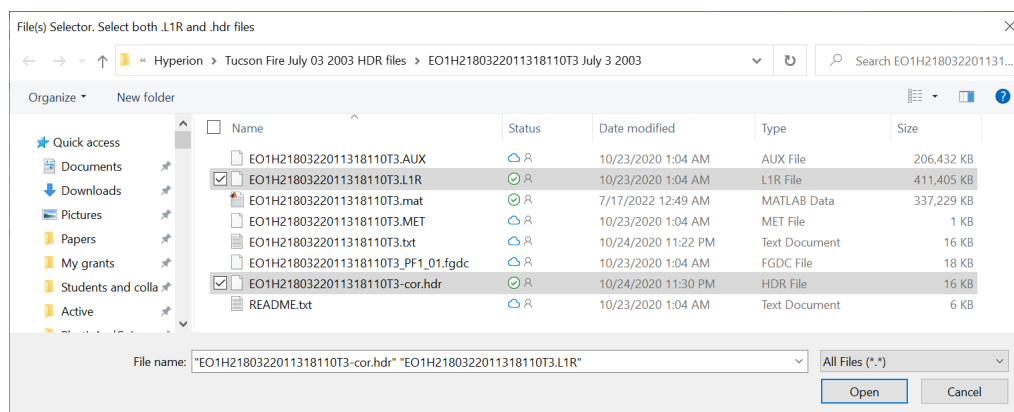 File(s) Selector. Select both .L1R and .hdr files
« Hyperion > Tucson Fire July 03 2003 HDR files > EO1H2180322011318110T3 July 3 2003
Search EO1H218032201131...
Organize New folder
Name Status Date modified Type Size
Quick access
Documents
Downloads
Pictures
Papers
My grants
Students and colla
Active
EO1H2180322011318110T3.AUX 10/23/2020 1:04 AM AUX File 206,432 KB
EO1H2180322011318110T3.L1R 10/23/2020 1:04 AM L1R File 411,405 KB
EO1H2180322011318110T3.mat 7/17/2022 12:49 AM MATLAB Data 337,229 KB
EO1H2180322011318110T3.MET 10/23/2020 1:04 AM MET File 1 KB
EO1H2180322011318110T3.txt 10/24/2020 11:22 PM Text Document 16 KB
EO1H2180322011318110T3_PF1_01.fgdc 10/23/2020 1:04 AM FGDC File 18 KB
EO1H2180322011318110T3-cor.hdr 10/24/2020 11:30 PM HDR File 16 KB
README.txt 10/23/2020 1:04 AM Text Document 6 KB
File name: "EO1H2180322011318110T3-cor.hdr" "EO1H2180322011318110T3.L1R" All Files (*.*)
Open Cancel